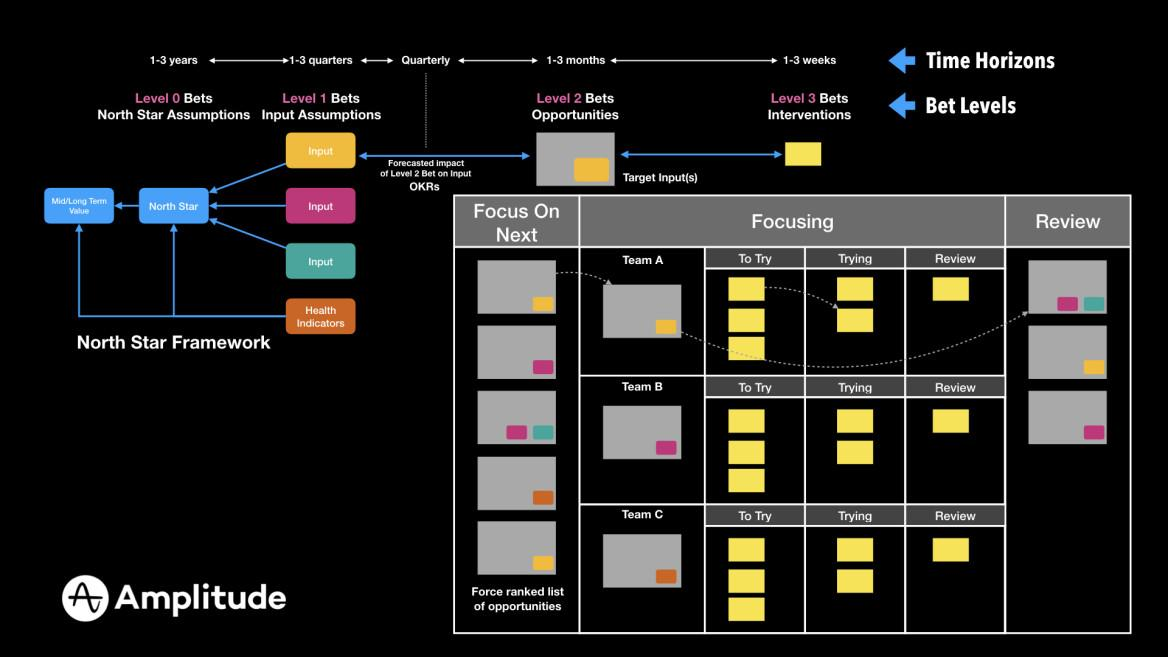 1-3 years
1-3 quarters
Quarterly
1-3 months
1-3 weeks
Time Horizons
Level 0 Bets
North Star Assumptions
Level 1 Bets
Input Assumptions
Level 2 Bets
Opportunities
Level 3 Bets
Interventions
Bet Levels
Input
Forecasted impact
of Level 2 Bet on Input
OKRs
Target Input(s)
Mid/Long Term
Value
North Star
Input
Input
Health
Indicators
North Star Framework
Focus On
Next
Focusing
Review
Team A
To Try
Trying
Review
Team B
To Try
Trying
Review
Team C
To Try
Trying
Review
Force ranked list
of opportunities
Amplitude